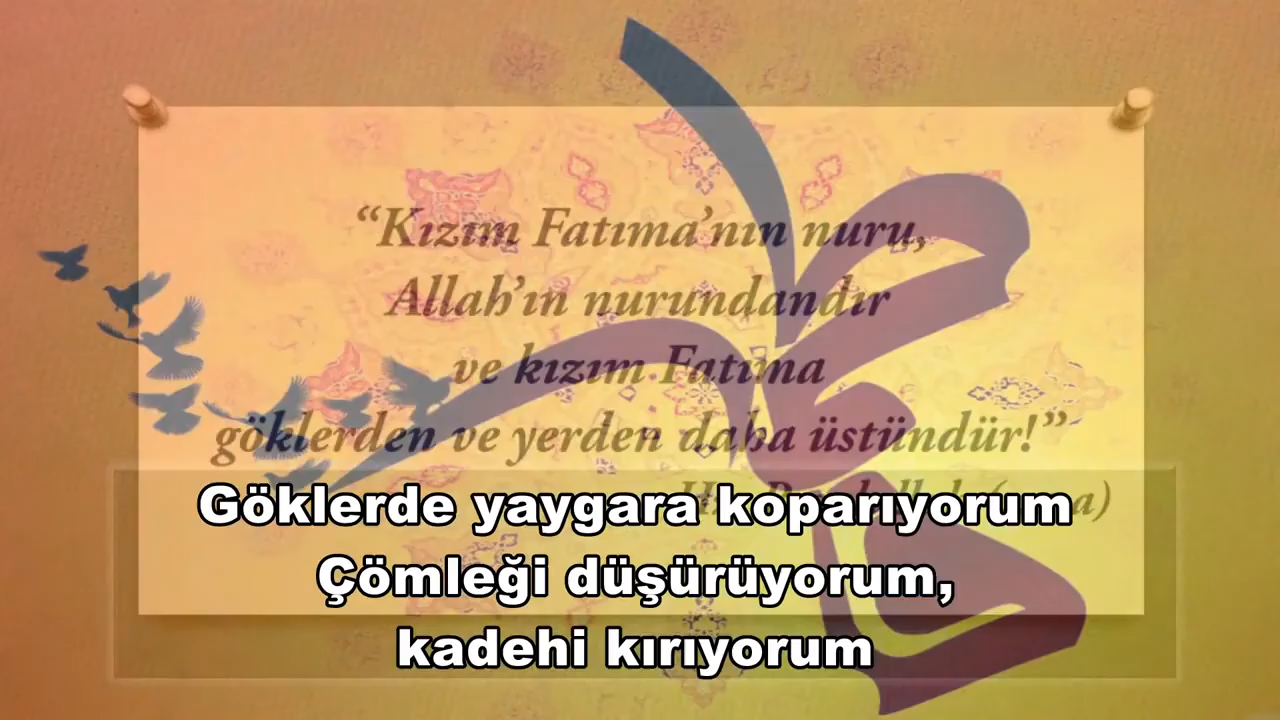 “Kızım Fatıma’nın nuru,
Allah’ın nurundandır
ve kızım Fatıma
göklerden ve yerden daha üstündür!”
Göklerde yaygara koparıyorum
Çömleği düşürüyorum,
kadehi kırıyorum